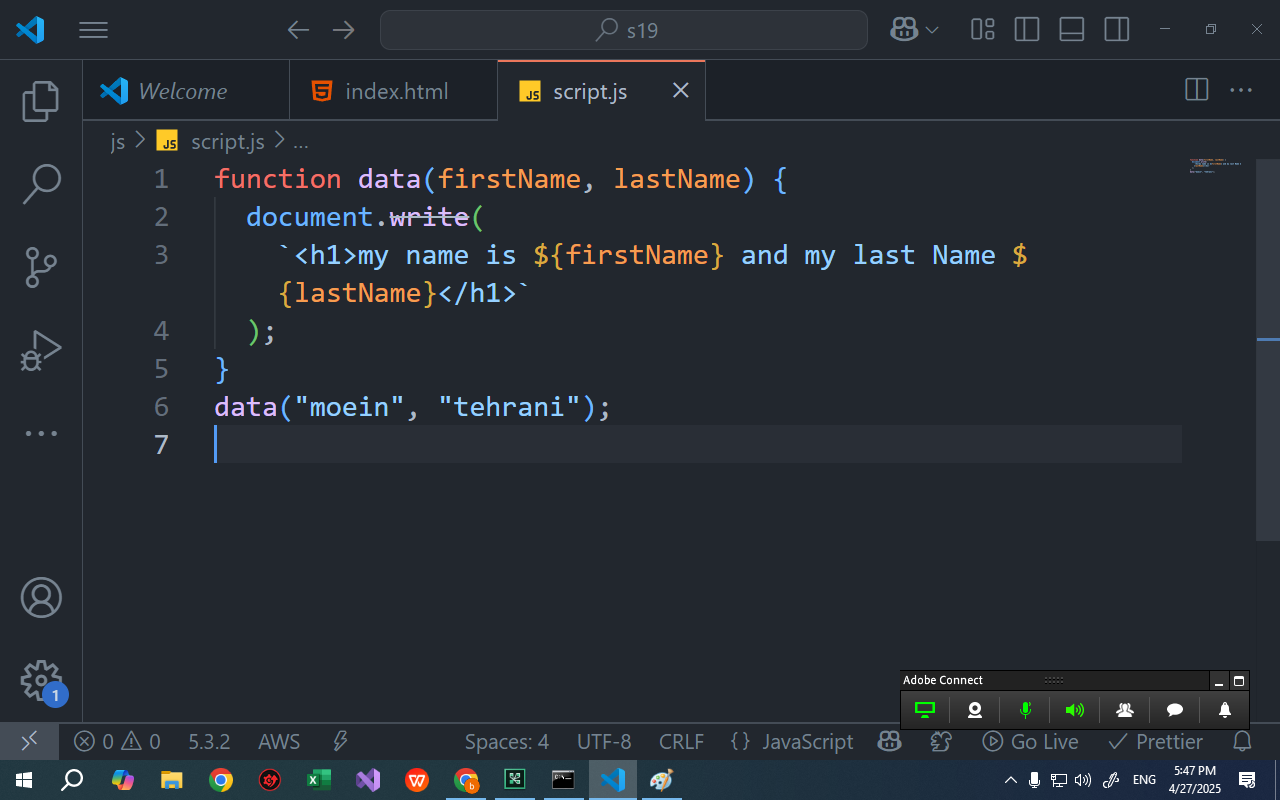 s19
Welcome
index.html
JS script.js
js > JS script.js > ...
1 function data(firstName, lastName) {
2 document.write(
3 `<h1>my name is ${firstName} and my last Name $
{lastName}</h1>`
4 );
5 }
6 data("moein", "tehrani");
7
1
Adobe Connect
0 0 5.3.2 AWS Spaces: 4 UTF-8 CRLF {} JavaScript Go Live Prettier
ENG
5:47 PM
4/27/2025